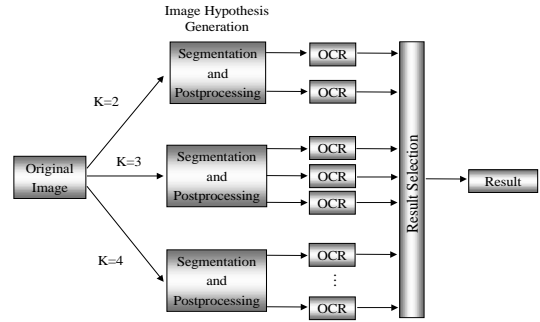 Image Hypothesis
Generation
Segmentation
and
Postprocessing
OCR
OCR
K=2
Original
Image
K=3
Segmentation
and
Postprocessing
OCR
OCR
OCR
Result Selection
Result
K=4
Segmentation
and
Postprocessing
OCR
⋮
OCR